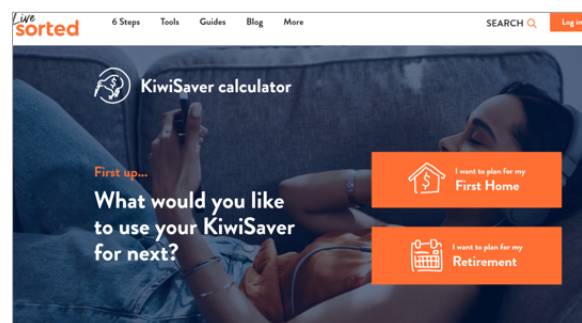 Live
sorted
6 Steps Tools Guides Blog More
SEARCH
Log in
KiwiSaver calculator
First up...
What would you like
to use your KiwiSaver
for next?
I want to plan for my
First Home
I want to plan for my
Retirement